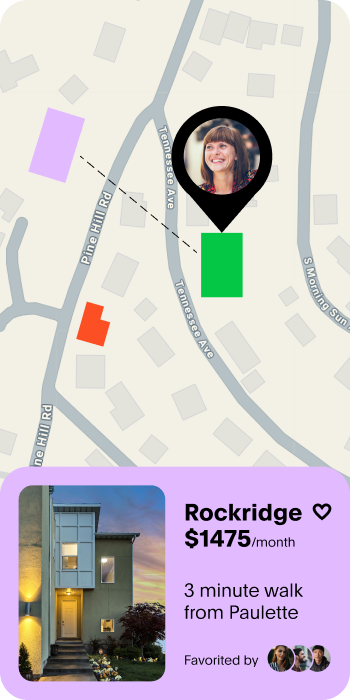 Tennessee Ave
Pine Hill Rd
Tennessee Ave
S Morning Sun
ne Hill Rd
Rockridge
$1475/month
3 minute walk
from Paulette
Favorited by